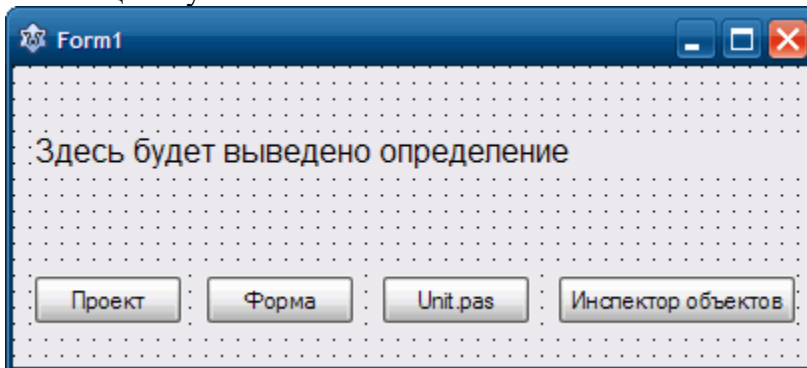 Form1
Здесь будет выведено определение
Проект Форма Unit.pas Инспектор объектов